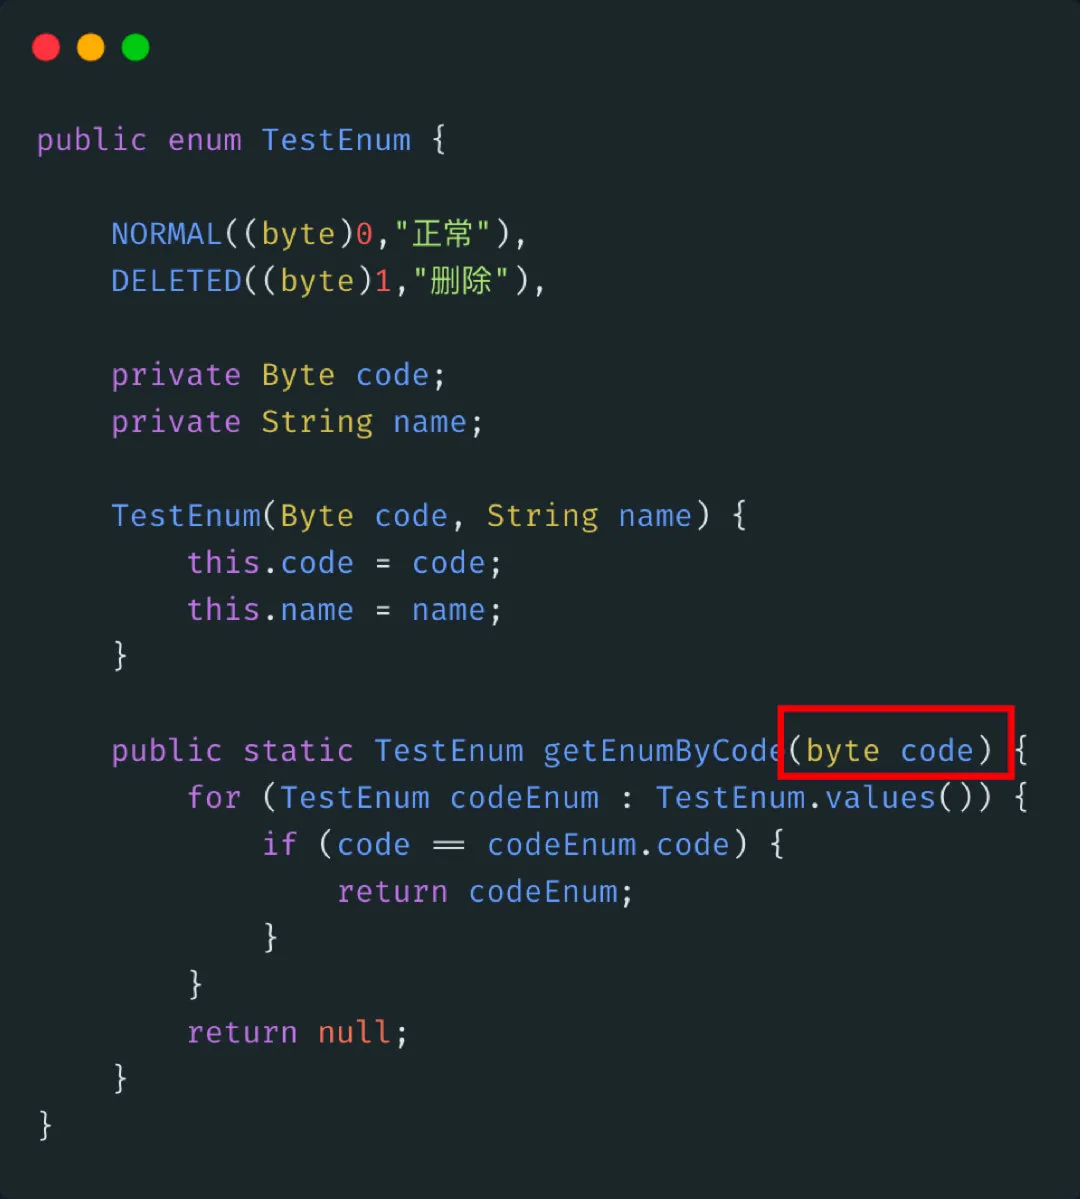 public enum TestEnum {
NORMAL((byte)0,"正常"),
DELETED((byte)1,"删除"),
private Byte code;
private String name;
TestEnum(Byte code, String name) {
this.code = code;
this.name = name;
}
public static TestEnum getEnumByCode(byte code) {
for (TestEnum codeEnum : TestEnum.values()) {
if (code == codeEnum.code) {
return codeEnum;
}
}
return null;
}
}